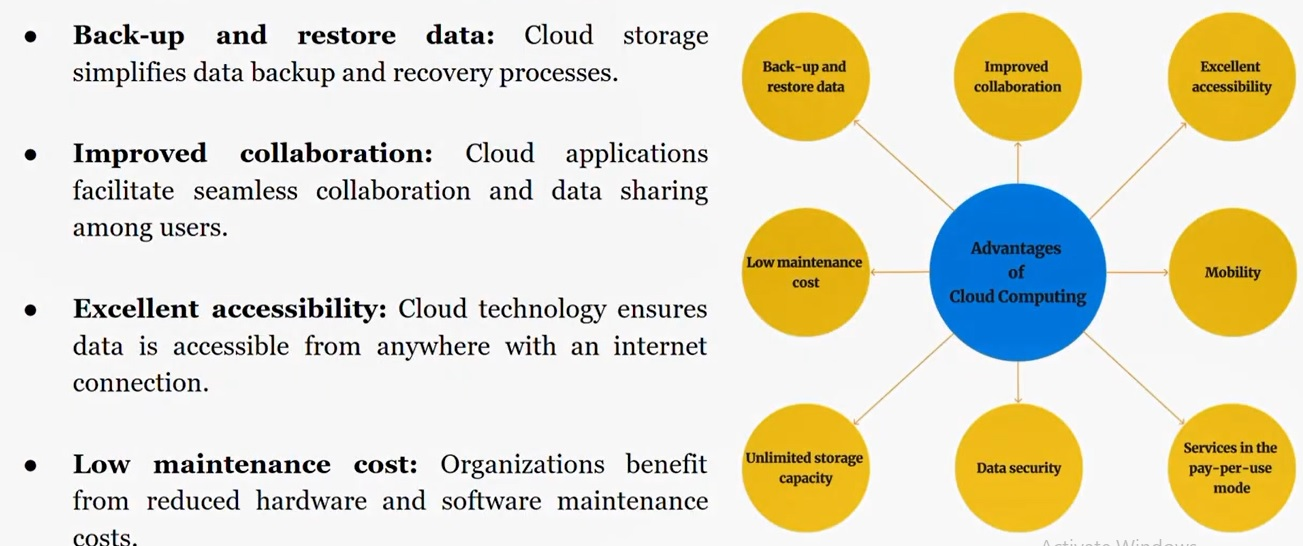 ● Back-up and restore data: Cloud storage
simplifies data backup and recovery processes.
● Improved collaboration: Cloud applications
facilitate seamless collaboration and data sharing
among users.
● Excellent accessibility: Cloud technology ensures
data is accessible from anywhere with an internet
connection.
● Low maintenance cost: Organizations benefit
from reduced hardware and software maintenance
costs.
Back-up and
restore data
Improved
collaboration
Excellent
accessibility
Low maintenance
cost
Advantages
of
Cloud Computing
Mobility
Unlimited storage
capacity
Data security
Services in the
pay-per-use
mode
Activate Windows